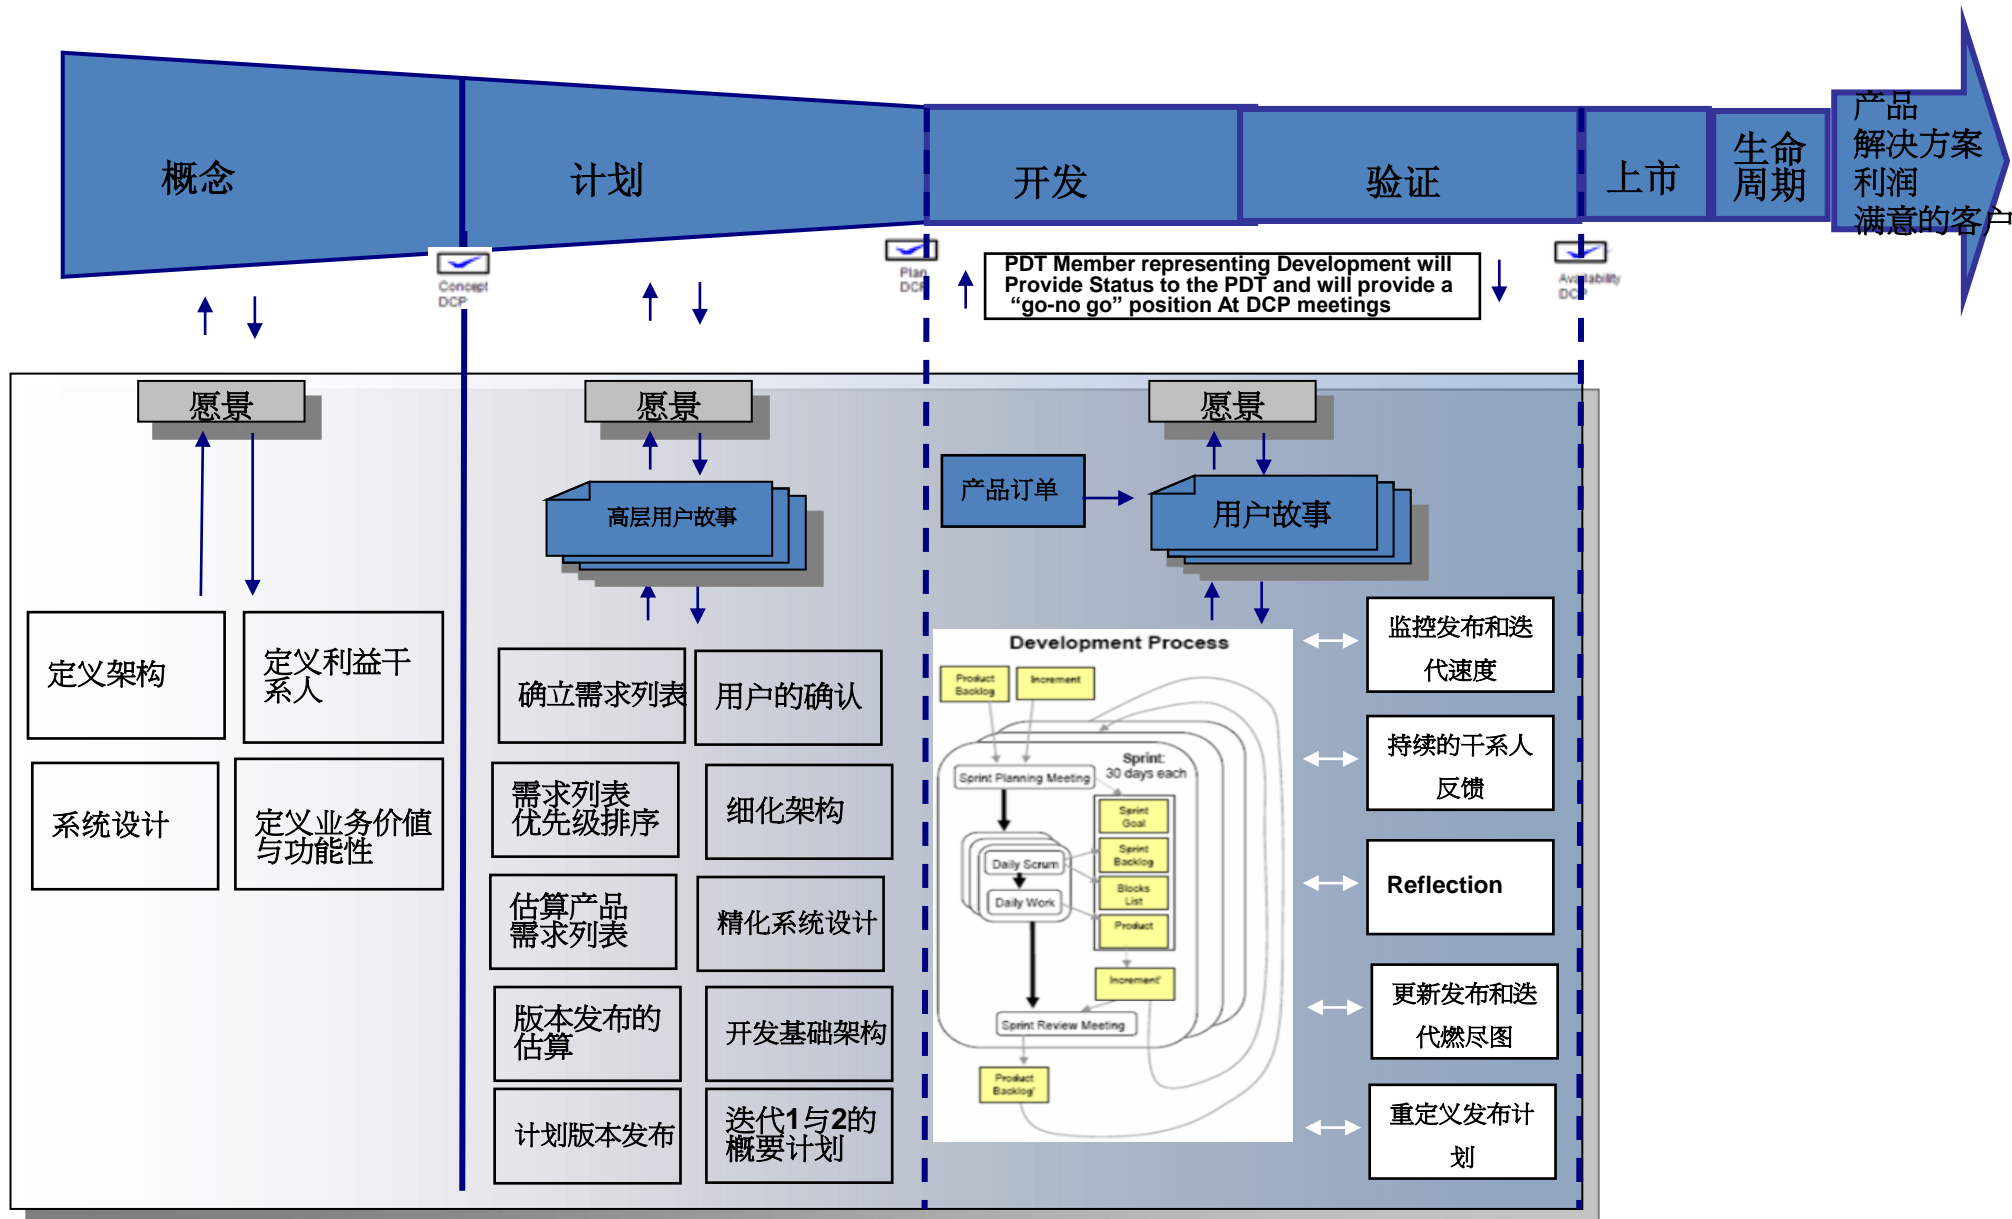 概念
计划
开发
验证
上市
生命
周期
产品
解决方案
利润
满意的客户
Concept
DCP
Plan
DCP
PDT Member representing Development will
Provide Status to the PDT and will provide a
“go-no go” position At DCP meetings
Availability
DCP
愿景
愿景
愿景
高层用户故事
产品订单
用户故事
定义架构
定义利益干
系人
系统设计
定义业务价值
与功能性
确立需求列表
用户的确认
需求列表
优先级排序
细化架构
估算产品
需求列表
精化系统设计
版本发布的
估算
开发基础架构
计划版本发布
迭代1与2的
概要计划
Development Process
Product
Backlog
Increment
Sprint:
30 days each
Sprint Planning Meeting
Sprint
Goal
Sprint
Backlog
Daily Scrum
Blocks
List
Daily Work
Product
Increment'
Sprint Review Meeting
Product
Backlog'
监控发布和迭
代速度
持续的干系人
反馈
Reflection
更新发布和迭
代燃尽图
重定义发布计
划